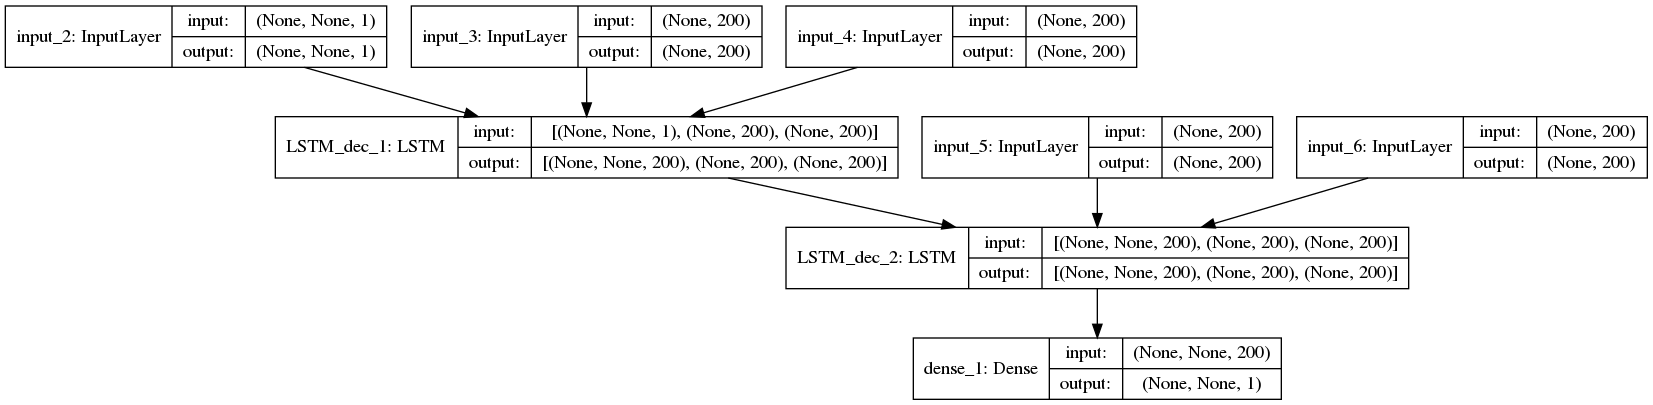 input_2: InputLayer input: (None, None, 1)
output: (None, None, 1)
input_3: InputLayer input: (None, 200)
output: (None, 200)
input_4: InputLayer input: (None, 200)
output: (None, 200)
LSTM_dec_1: LSTM input: [(None, None, 1), (None, 200), (None, 200)]
output: [(None, None, 200), (None, 200), (None, 200)]
input_5: InputLayer input: (None, 200)
output: (None, 200)
input_6: InputLayer input: (None, 200)
output: (None, 200)
LSTM_dec_2: LSTM input: [(None, None, 200), (None, 200), (None, 200)]
output: [(None, None, 200), (None, 200), (None, 200)]
dense_1: Dense input: (None, None, 200)
output: (None, None, 1)